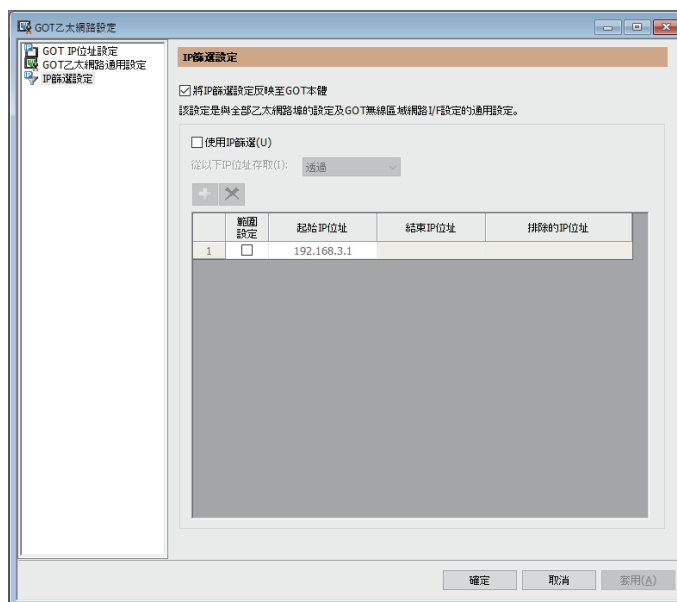 GOT乙太網路設定
GOT IP位址設定
GOT乙太網路通用設定
IP篩選設定
IP篩選設定
將IP篩選設定反映至GOT本體
該設定是與全部乙太網路埠的設定及GOT無線區域網路I/F設定的通用設定。
使用IP篩選(U)
從以下IP位址存取(I): 透過
範圍設定 起始IP位址 結束IP位址 排除的IP位址
1 192.168.3.1
確定 取消 套用(A)